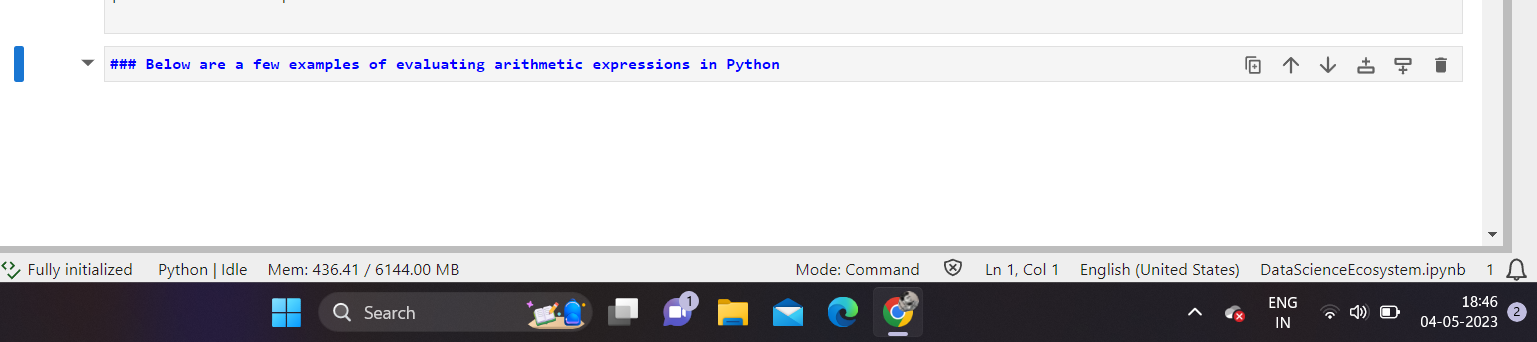 ### Below are a few examples of evaluating arithmetic expressions in Python
Fully initialized Python | Idle Mem: 436.41 / 6144.00 MB Mode: Command Ln 1, Col 1 English (United States) DataScienceEcosystem.ipynb 1
Search 1 ENG 18:46
IN 04-05-2023 2